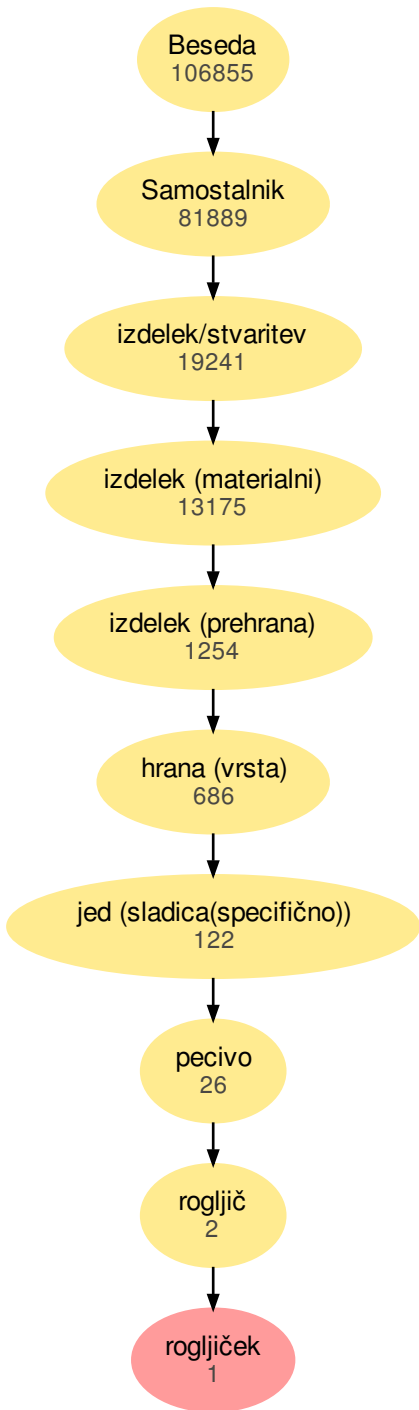 Beseda
106855
Samostalnik
81889
izdelek/stvaritev
19241
izdelek (materialni)
13175
izdelek (prehrana)
1254
hrana (vrsta)
686
jed (sladica(specifično))
122
pecivo
26
rogljič
2
rogljiček
1